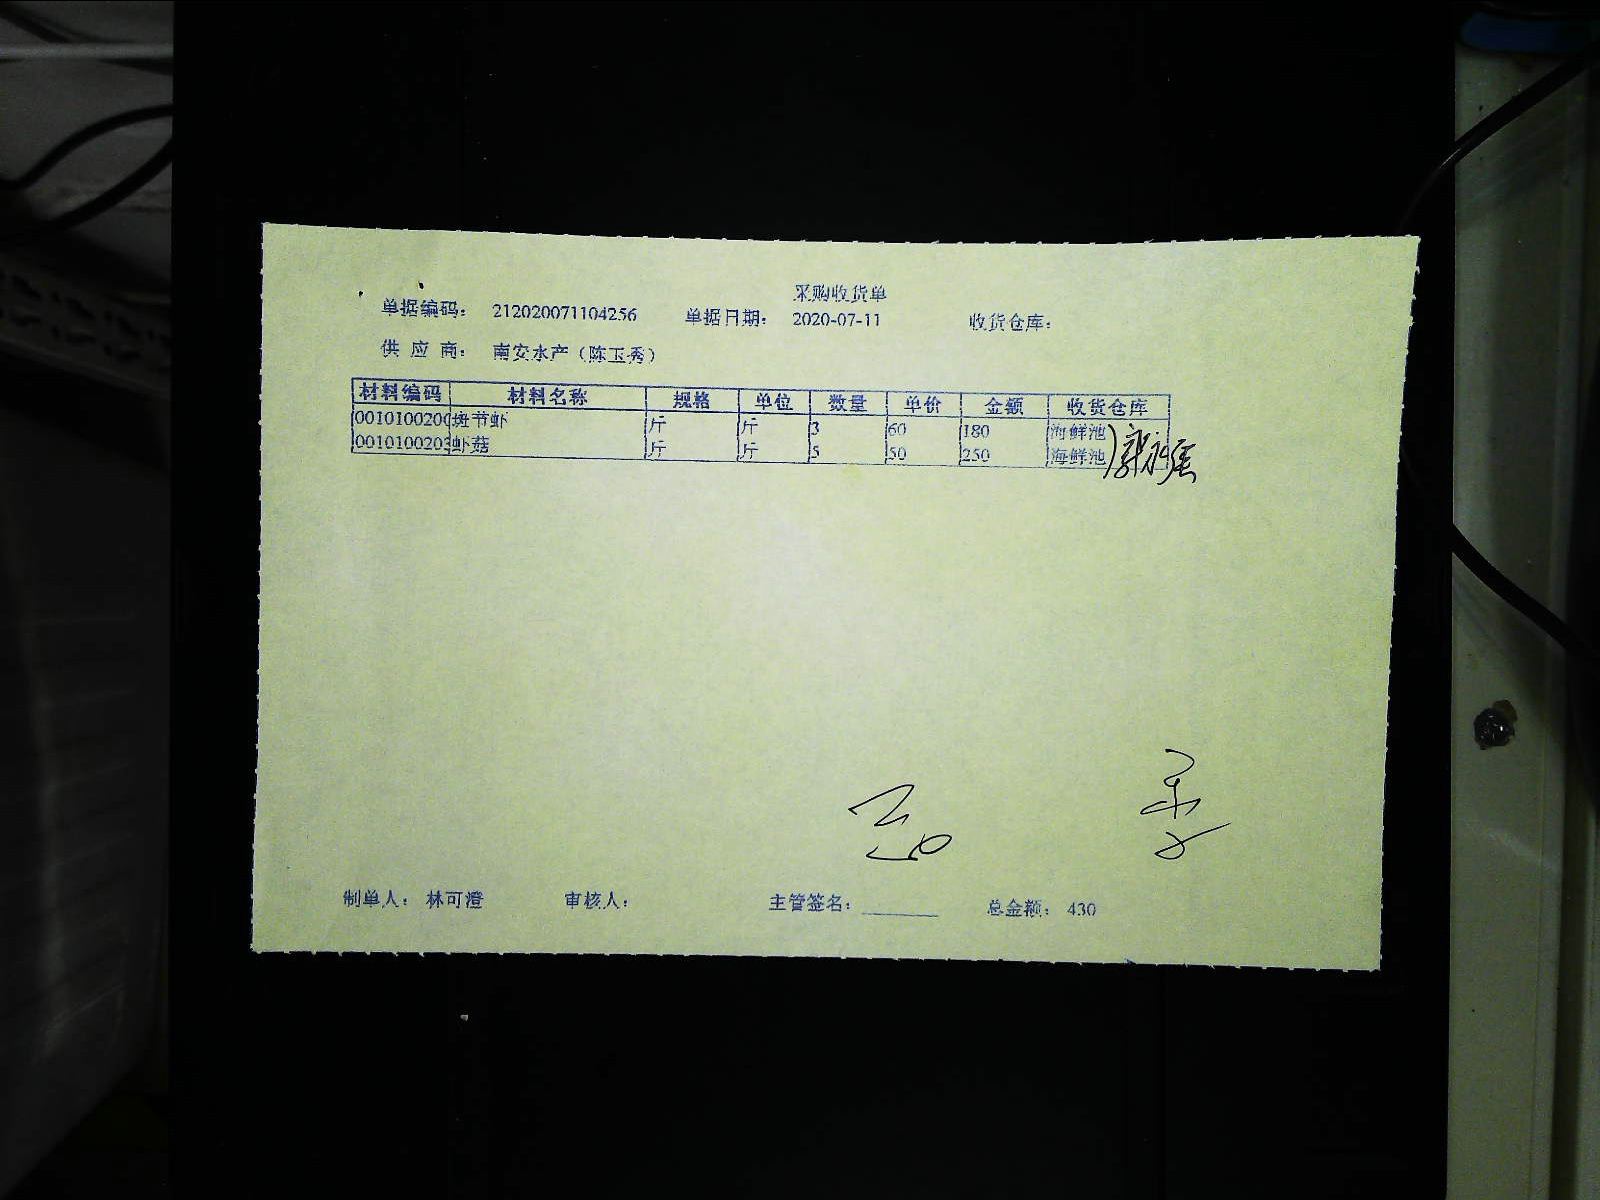 采购收货单
单据编码： 212020071104256 单据日期： 2020-07-11 收货仓库：
供 应 商： 南安水产（陈玉秀）
材料编码 材料名称 规格 单位 数量 单价 金额 收货仓库
0010100200 斑节虾 斤 斤 3 60 180 海鲜池
0010100203 虾菇 斤 斤 5 50 250 海鲜池
制单人： 林可澄 审核人： 主管签名： 总金额： 430